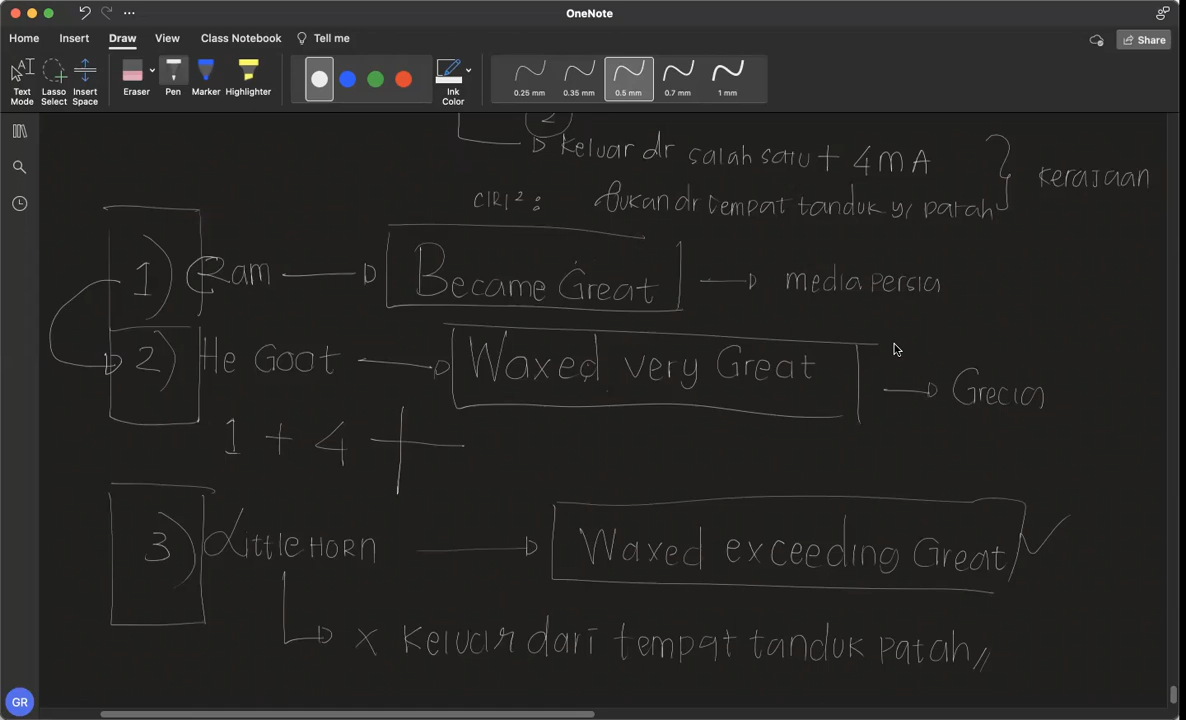 OneNote
Home Insert Draw View Class Notebook Tell me Share
Text Mode Lasso Select Insert Space Eraser Pen Marker Highlighter Ink Color 0.25 mm 0.35 mm 0.5 mm 0.7 mm 1 mm
2
keluar dr salah satu + 4 MA
kerajaan
CIRI²: Bukan dr tempat tanduk yg patah
1) Ram Became Great media persia
2) He Goat Waxed very Great Grecia
1 + 4 +
3) Little HORN Waxed exceeding Great
x keluar dari tempat tanduk patah //
GR